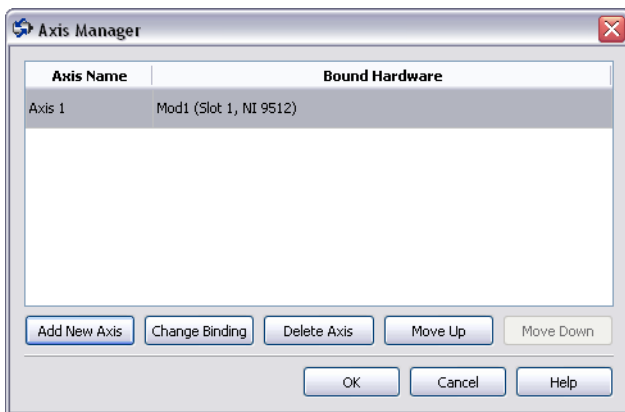 Axis Manager
Axis Name Bound Hardware
Axis 1 Mod1 (Slot 1, NI 9512)
Add New Axis Change Binding Delete Axis Move Up Move Down
OK Cancel Help